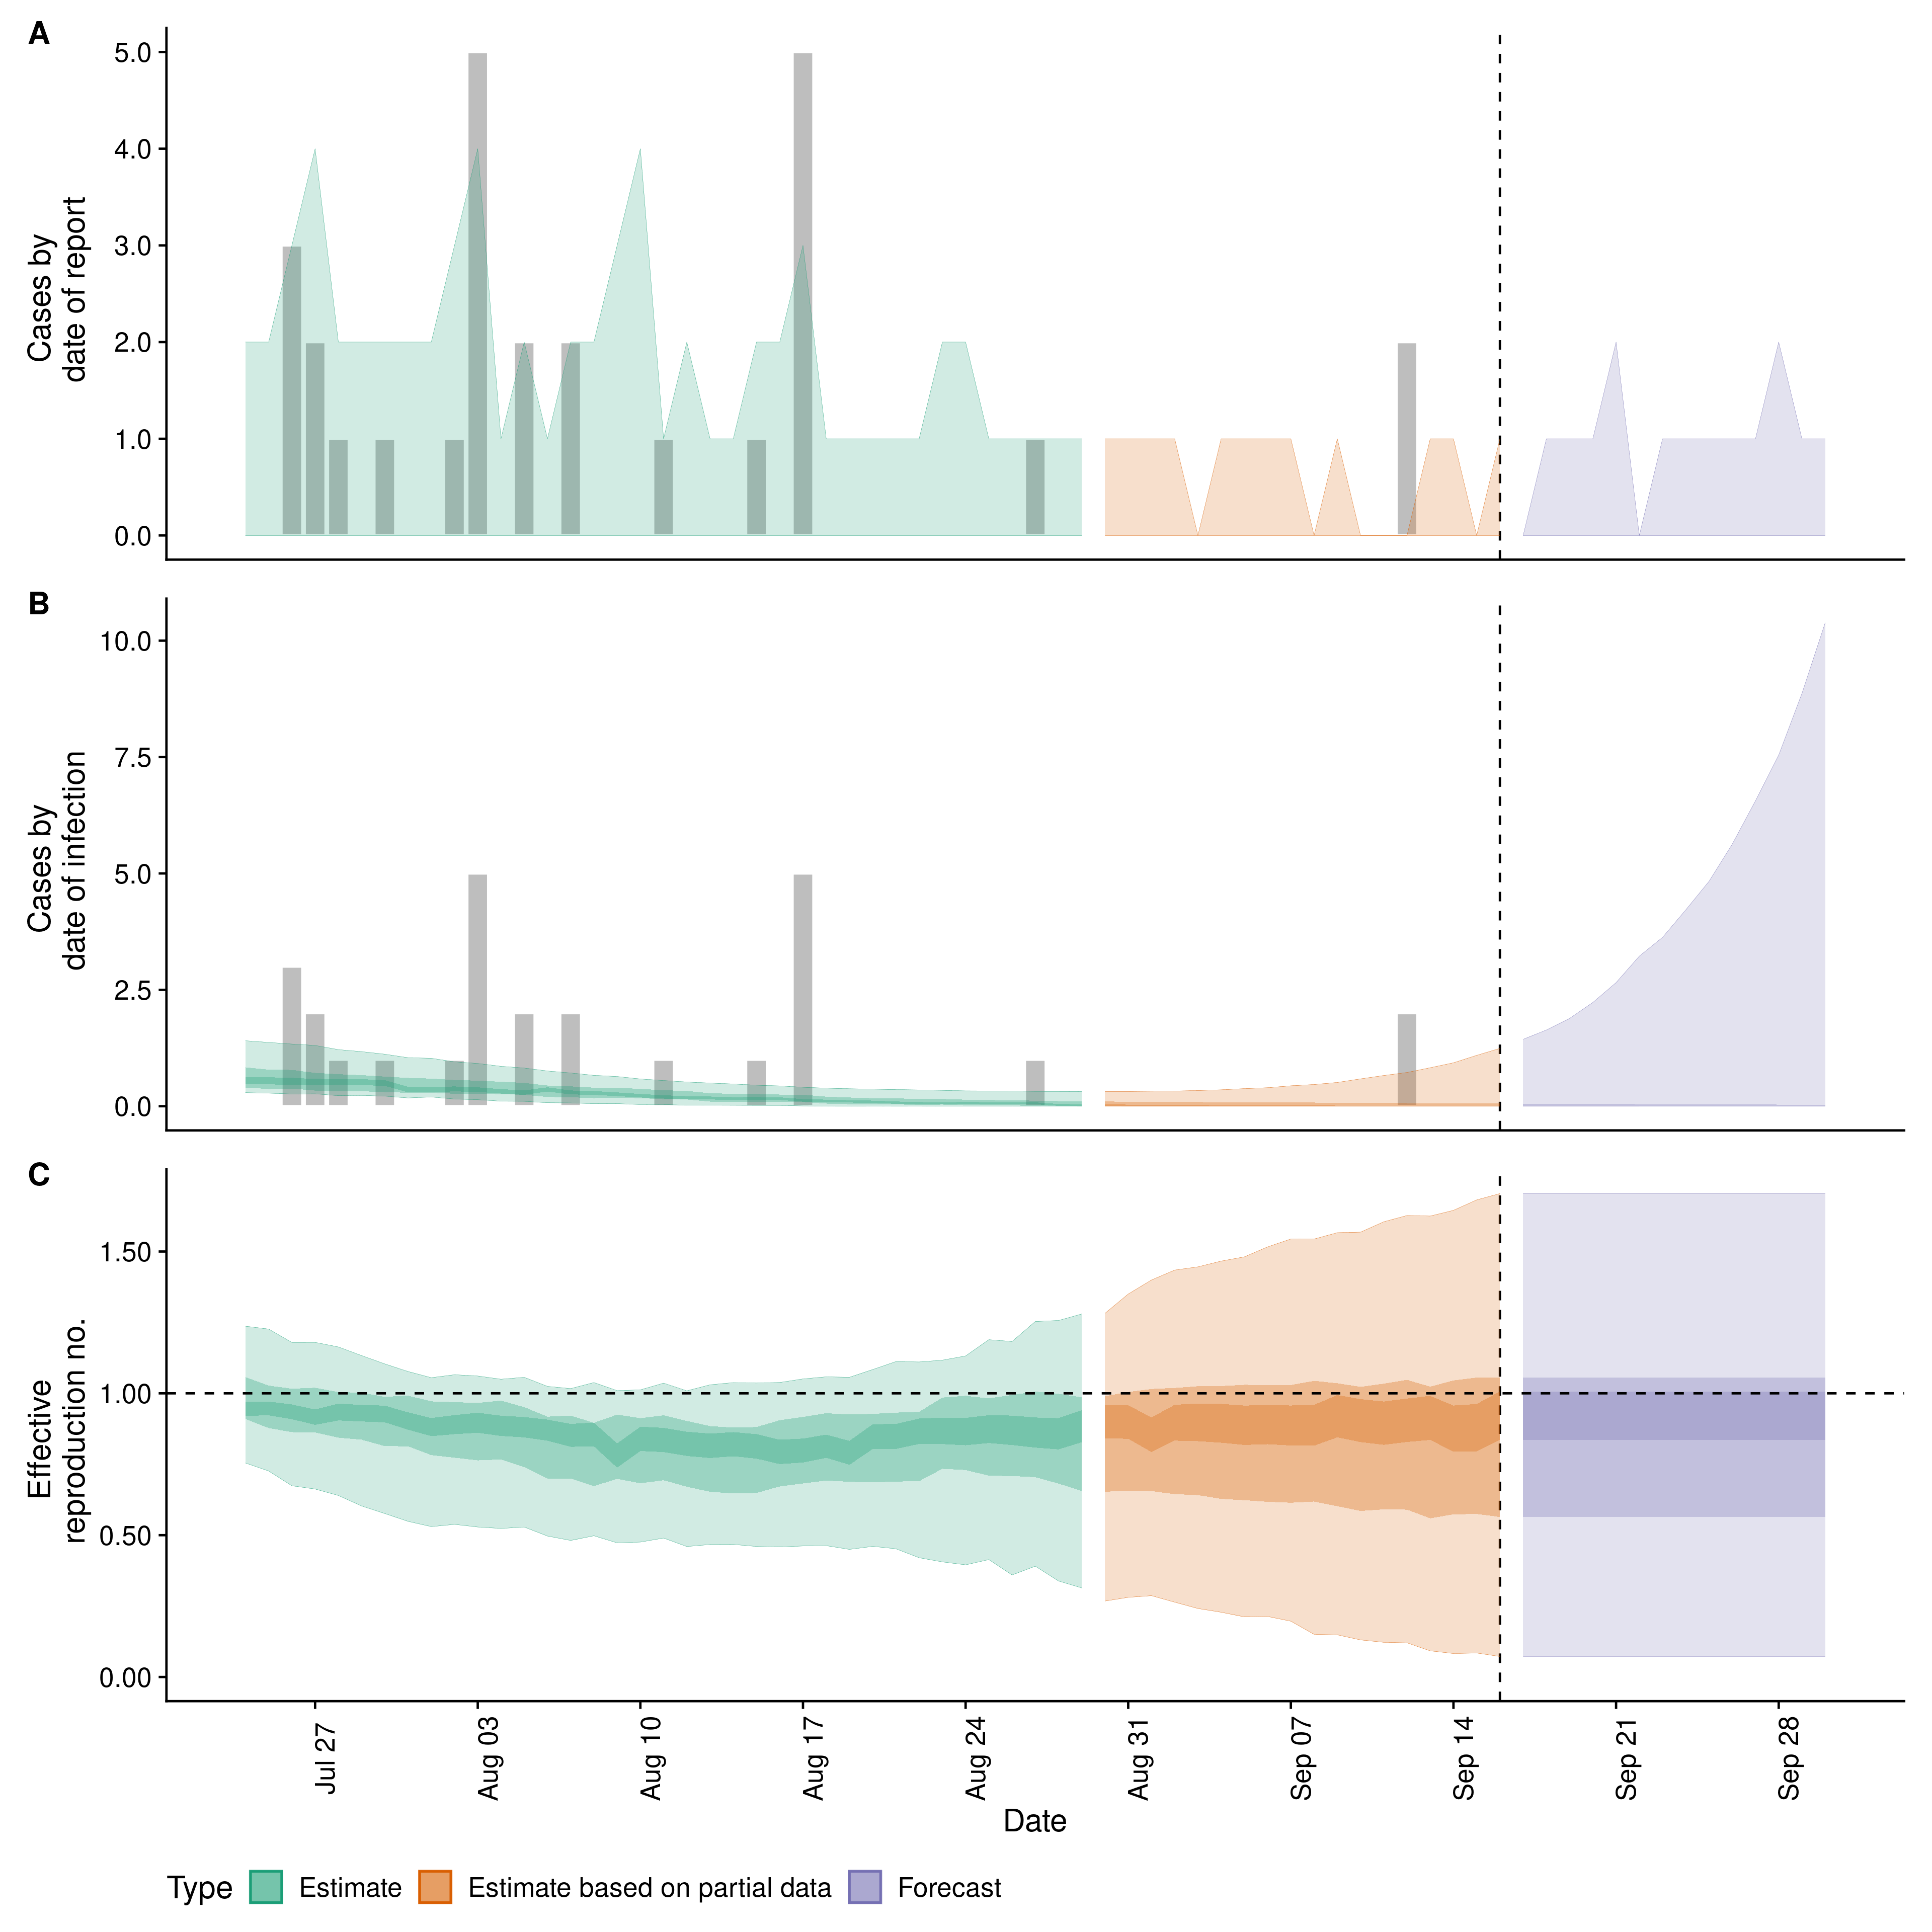 A
Cases by
date of report
5.0
4.0
3.0
2.0
1.0
0.0
B
Cases by
date of infection
10.0
7.5
5.0
2.5
0.0
C
Effective
reproduction no.
1.50
1.00
0.50
0.00
Jul 27
Aug 03
Aug 10
Aug 17
Aug 24
Aug 31
Sep 07
Sep 14
Sep 21
Sep 28
Date
Type Estimate Estimate based on partial data Forecast